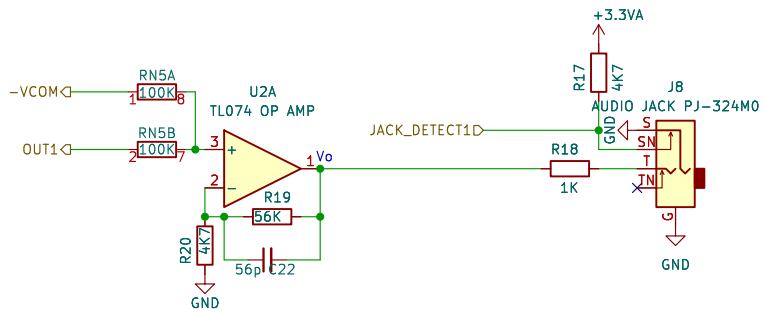 +3.3VA
RN5A
100K
1
8
-VCOM
U2A
TL074 OP AMP
R17
4K7
J8
AUDIO JACK PJ-324M0
RN5B
100K
2
7
OUT1
3
+
1
Vo
JACK_DETECT1
GND
S
SN
T
TN
2
-
R18
1K
R19
56K
R20
4K7
56p C22
G
GND
GND